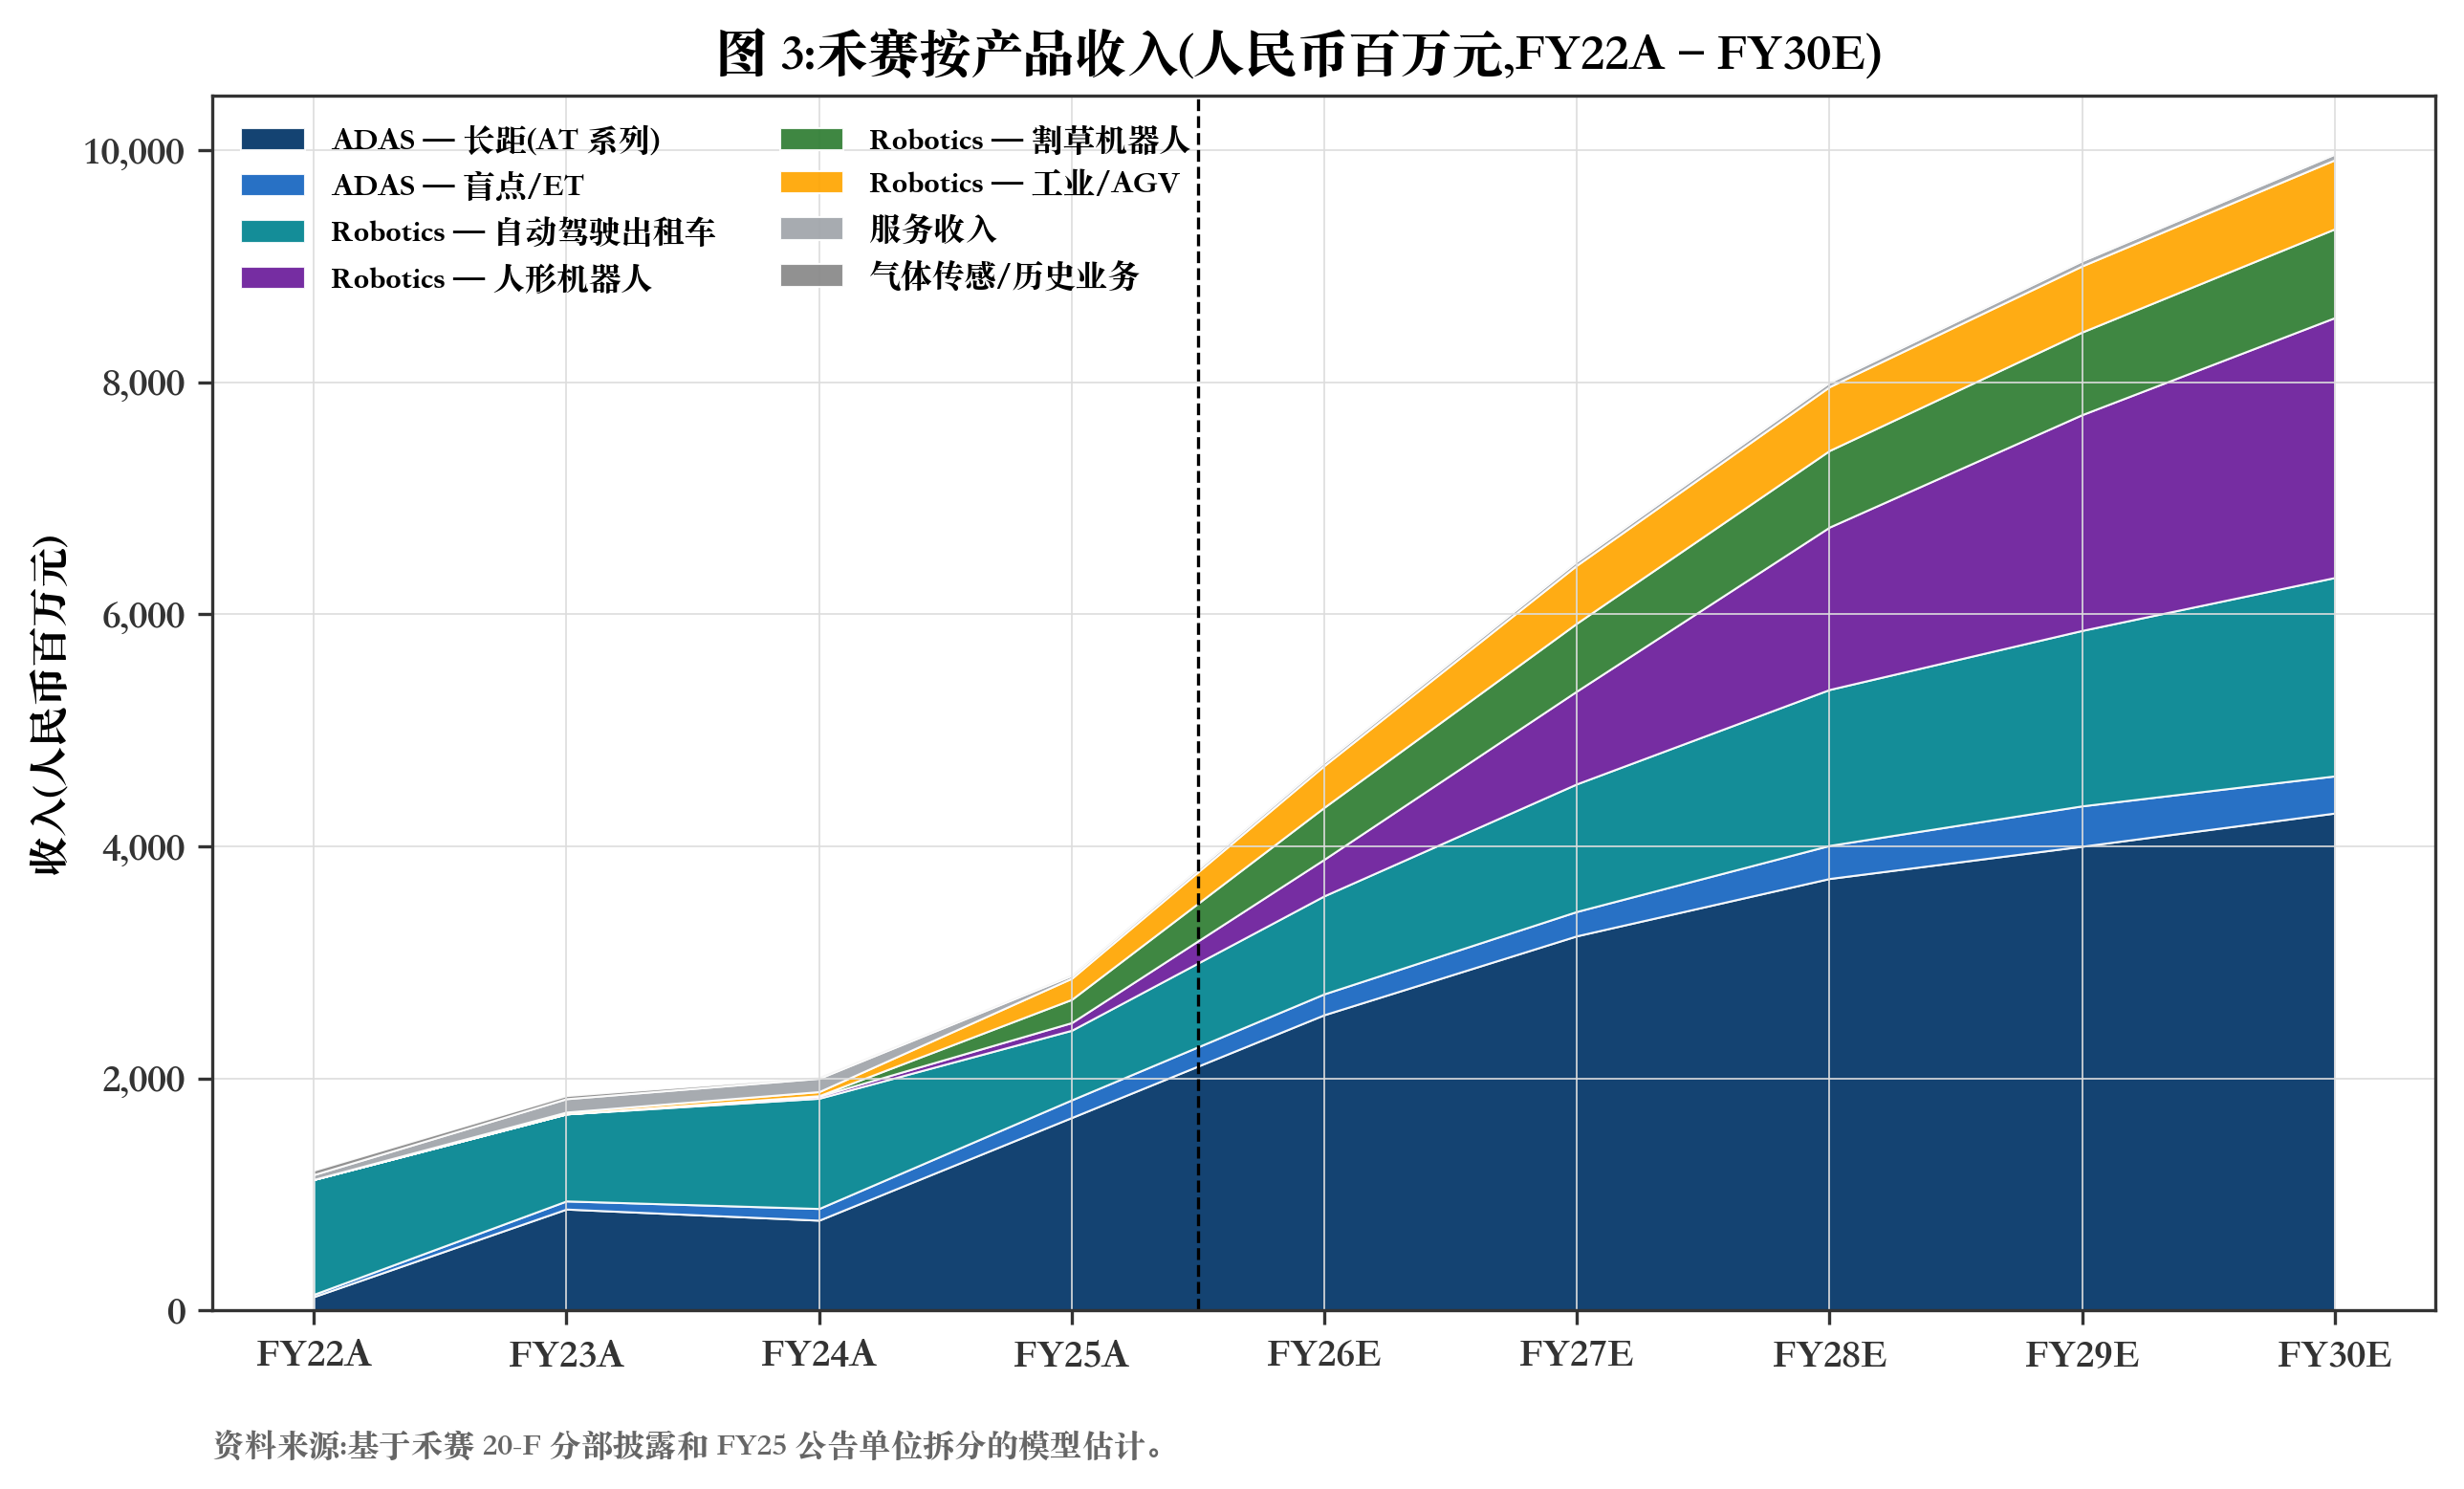 图 3:禾赛按产品收入(人民币百万元,FY22A – FY30E)
收入(人民币百万元)
10,000
8,000
6,000
4,000
2,000
0
ADAS — 长距(AT 系列)
ADAS — 盲点/ET
Robotics — 自动驾驶出租车
Robotics — 人形机器人
Robotics — 割草机器人
Robotics — 工业/AGV
服务收入
气体传感/历史业务
FY22A FY23A FY24A FY25A FY26E FY27E FY28E FY29E FY30E
资料来源:基于禾赛 20-F 分部披露和 FY25 公告单位拆分的模型估计。